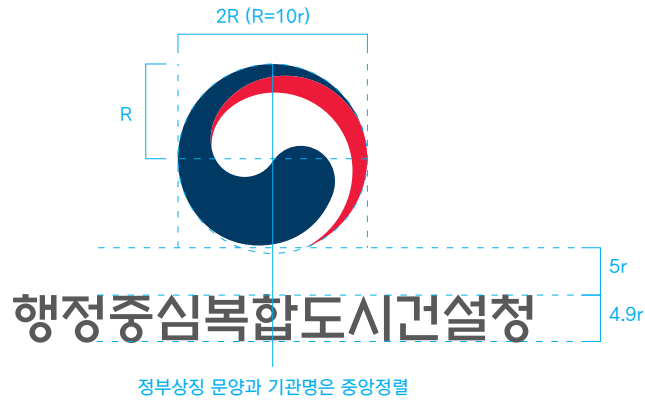 2R (R=10r)
R
5r
행정중심복합도시건설청
4.9r
정부상징 문양과 기관명은 중앙정렬